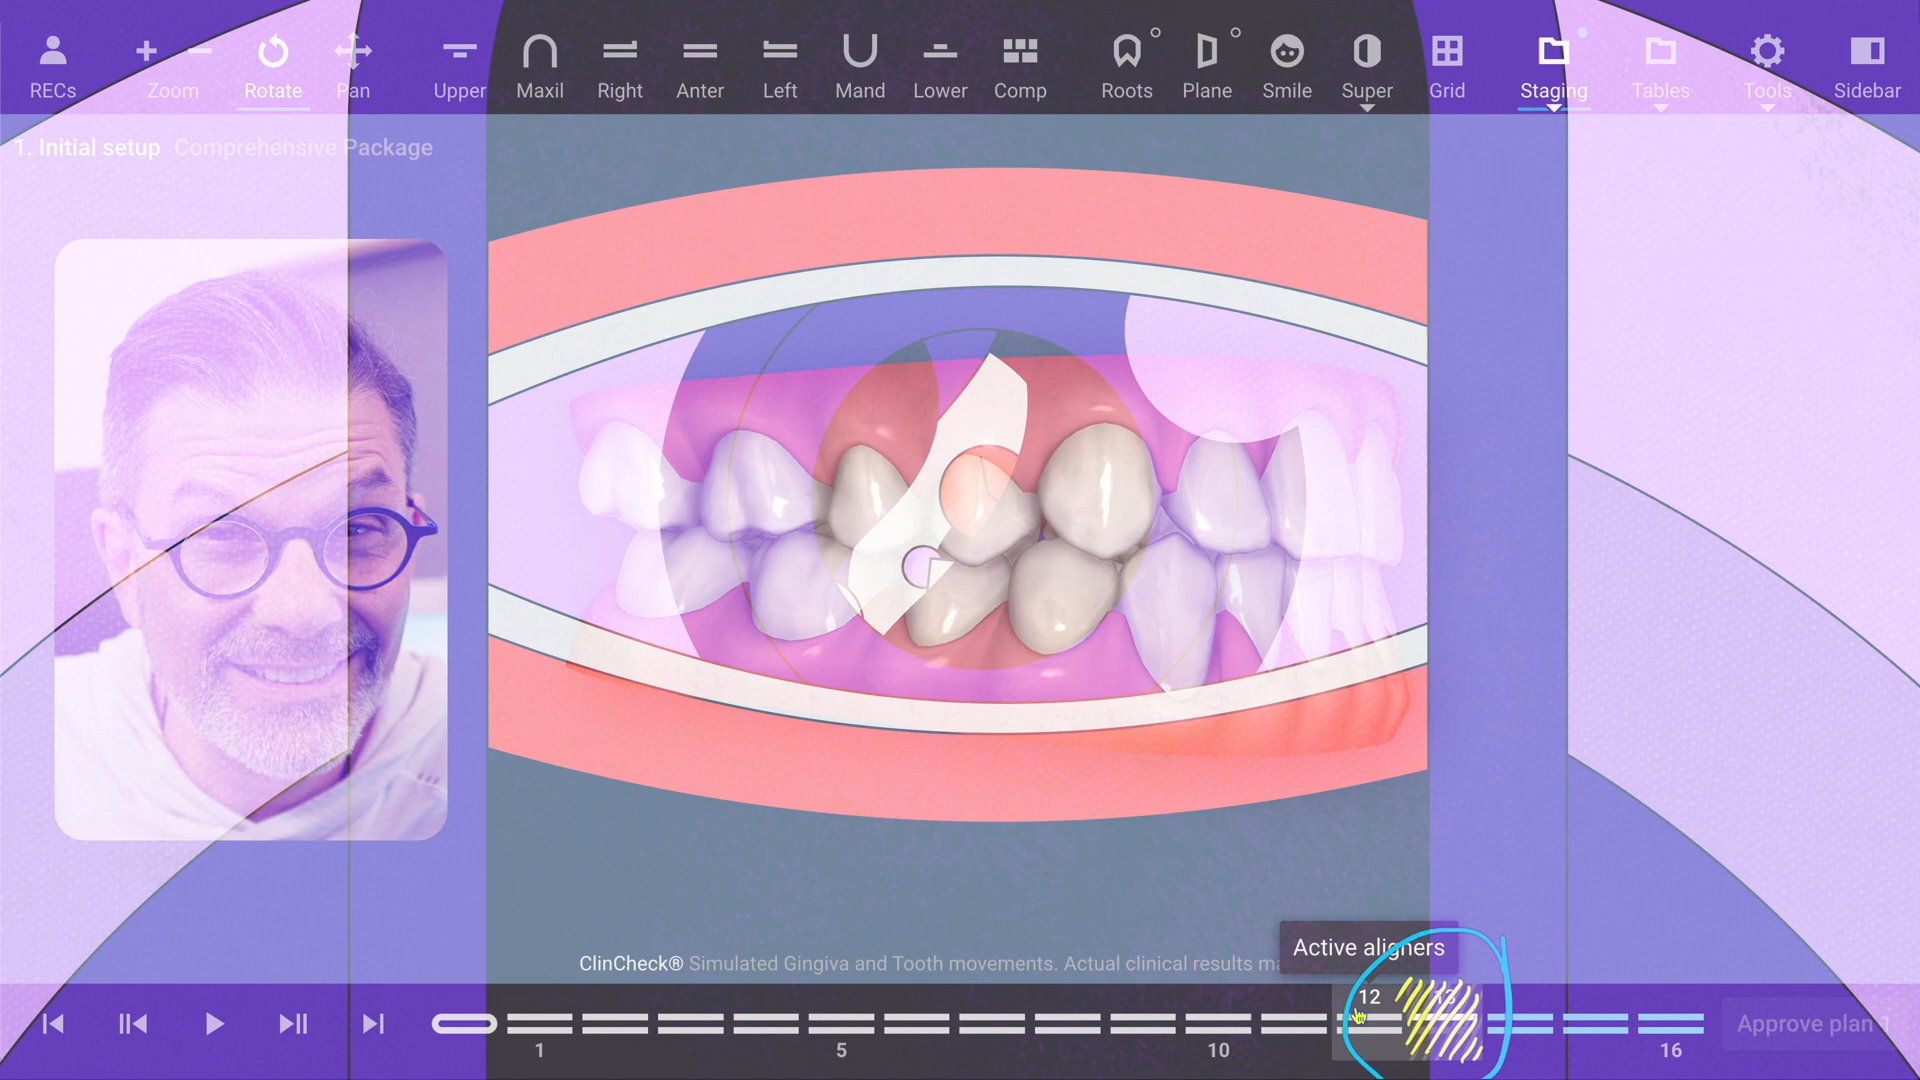 RECs Zoom Rotate Pan Upper Maxil Right Anter Left Mand Lower Comp Roots Plane Smile Super Grid Staging Tables Tools Sidebar
1. Initial setup Comprehensive Package
Active aligners
ClinCheck® Simulated Gingiva and Tooth movements. Actual clinical results
12 13
Approve plan
1 5 10 16